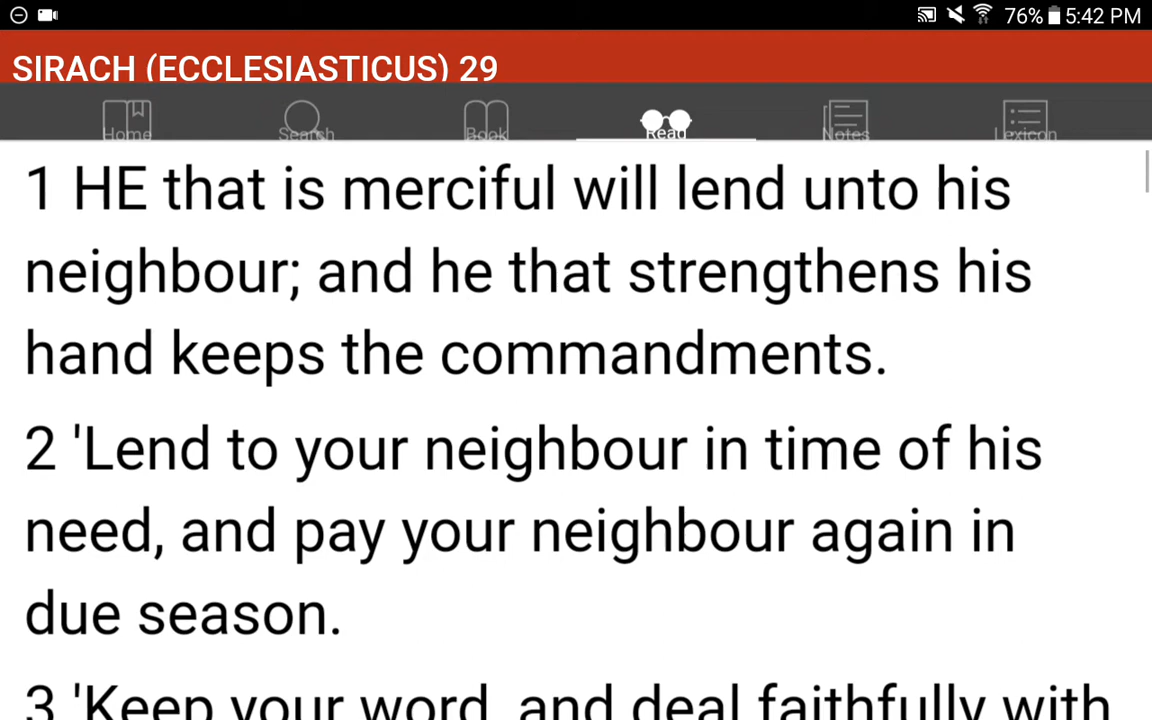 76% 5:42 PM
SIRACH (ECCLESIASTICUS) 29
Home Search Book Read Notes Lexicon
1 HE that is merciful will lend unto his
neighbour; and he that strengthens his
hand keeps the commandments.
2 'Lend to your neighbour in time of his
need, and pay your neighbour again in
due season.
3 'Keep your word, and deal faithfully with